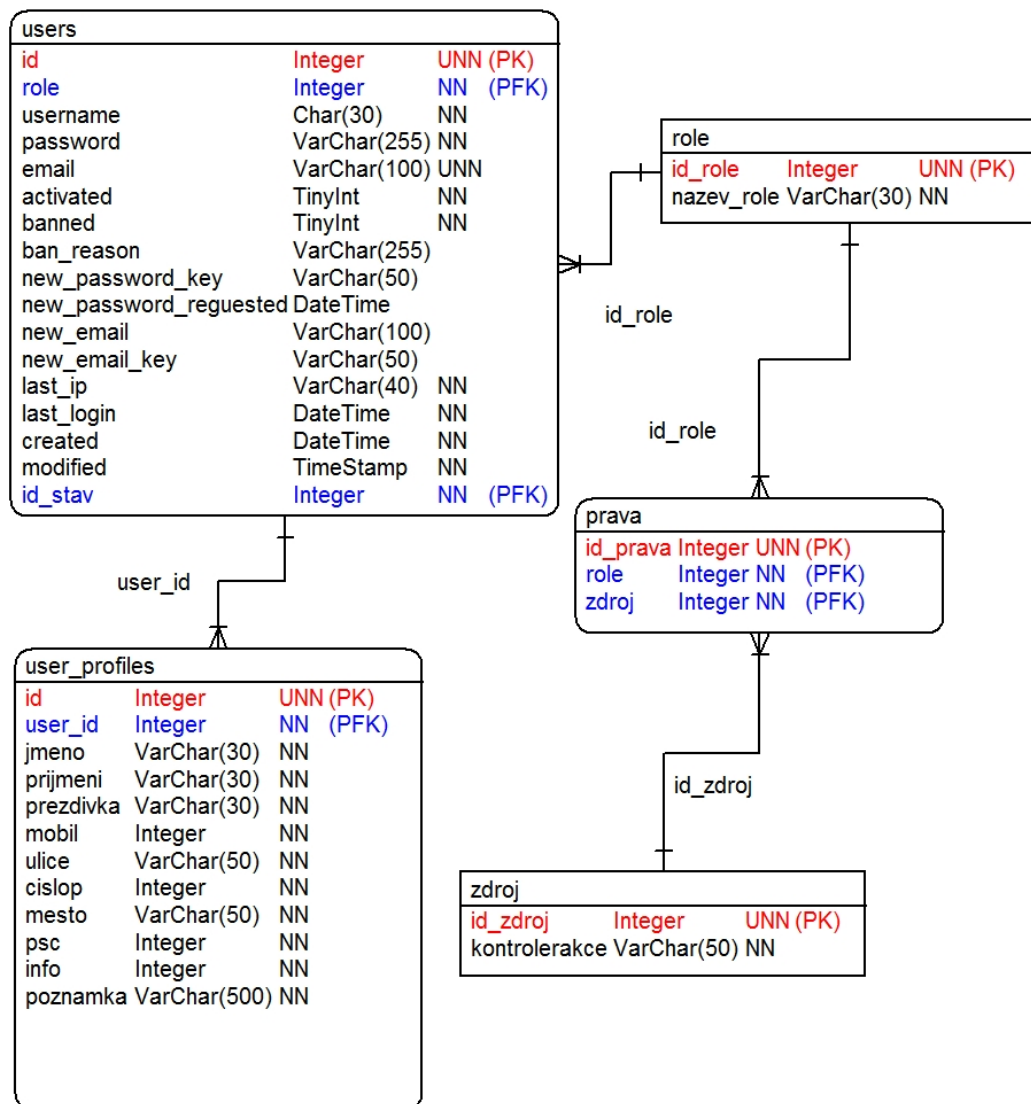 users
id Integer UNN (PK)
role Integer NN (PFK)
username Char(30) NN
password VarChar(255) NN
email VarChar(100) UNN
activated TinyInt NN
banned TinyInt NN
ban_reason VarChar(255)
new_password_key VarChar(50)
new_password_reguested DateTime
new_email VarChar(100)
new_email_key VarChar(50)
last_ip VarChar(40) NN
last_login DateTime NN
created DateTime NN
modified TimeStamp NN
id_stav Integer NN (PFK)
role
id_role Integer UNN (PK)
nazev_role VarChar(30) NN
id_role
id_role
prava
id_prava Integer UNN (PK)
role Integer NN (PFK)
zdroj Integer NN (PFK)
user_id
user_profiles
id Integer UNN (PK)
user_id Integer NN (PFK)
jmeno VarChar(30) NN
prijmeni VarChar(30) NN
prezdivka VarChar(30) NN
mobil Integer NN
ulice VarChar(50) NN
cislop Integer NN
mesto VarChar(50) NN
psc Integer NN
info Integer NN
poznamka VarChar(500) NN
id_zdroj
zdroj
id_zdroj Integer UNN (PK)
kontrolerakce VarChar(50) NN